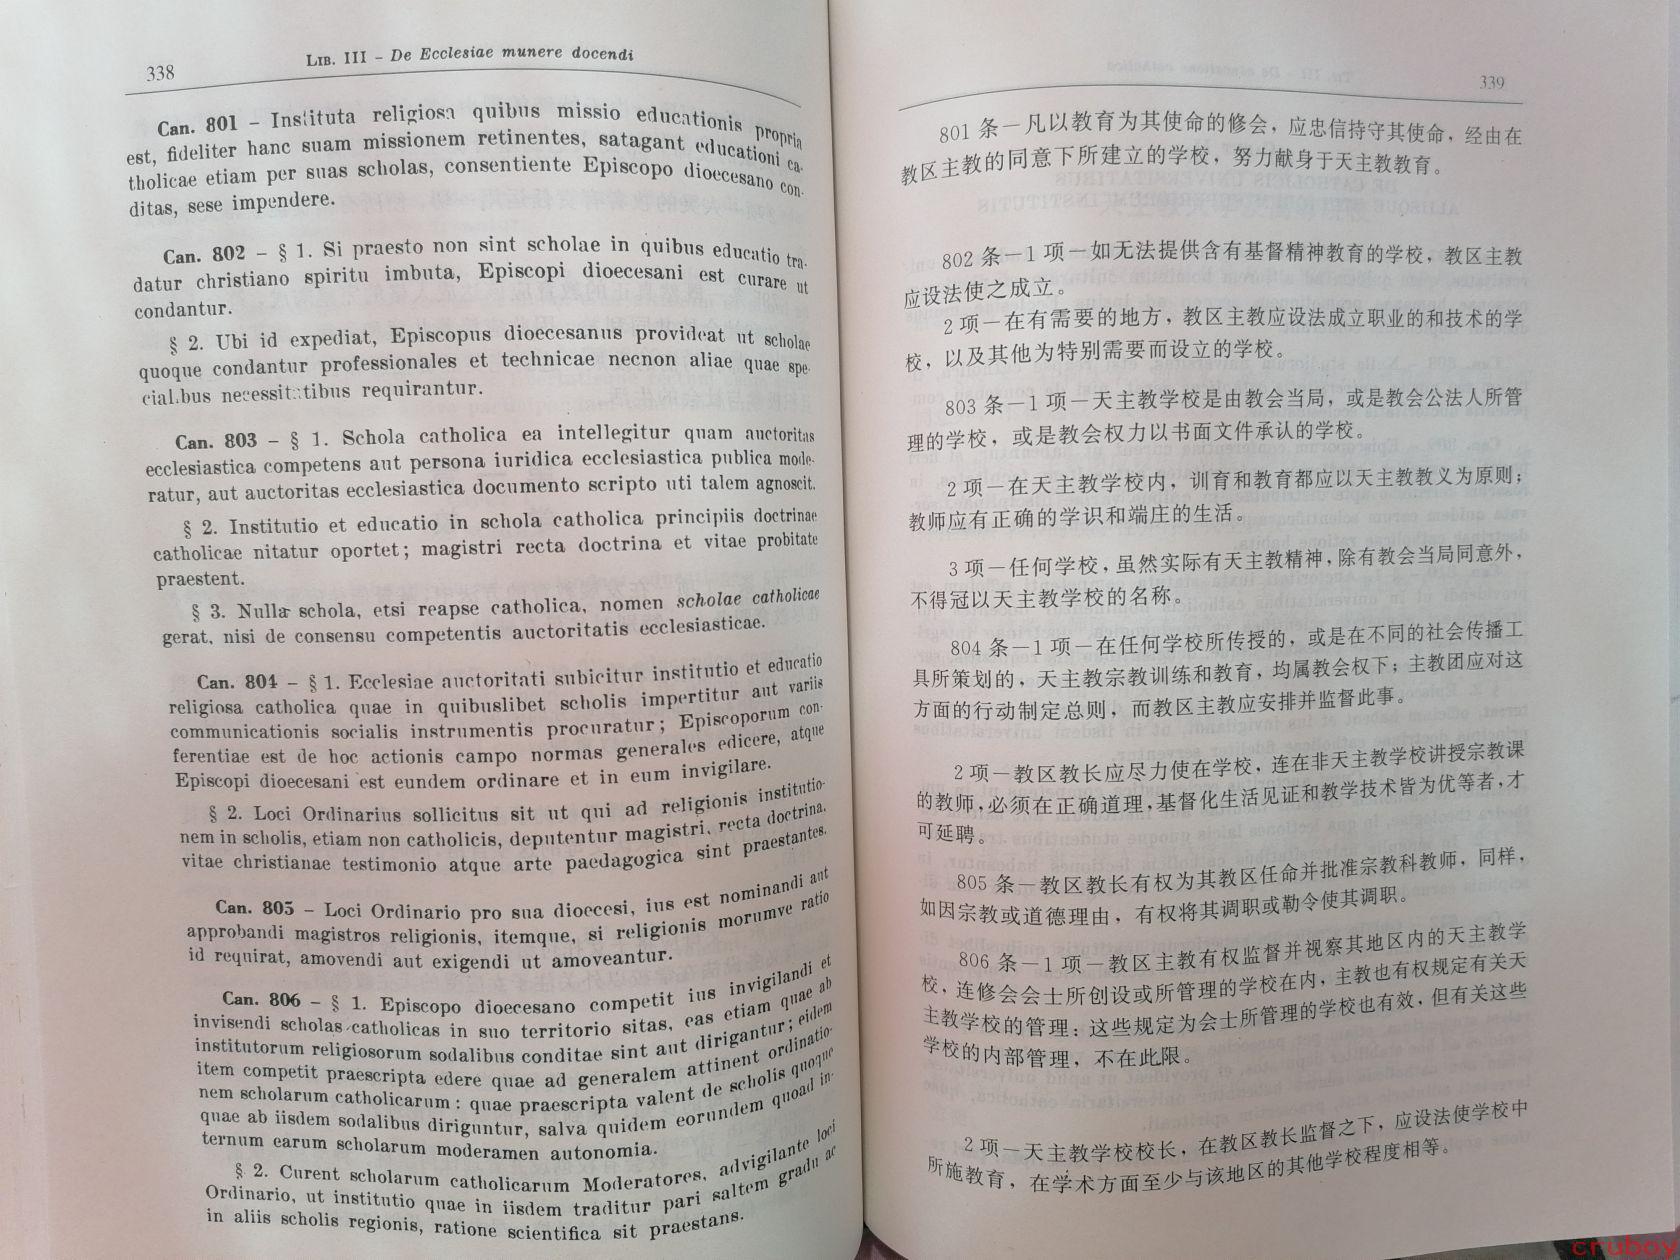 338
LIB. III – De Ecclesiae munere docendi
Can. 801 – Instituta religiosa quibus missio educationis propria
est, fideliter hanc suam missionem retinentes, satagant educationi ca-
tholicae etiam per suas scholas, consentiente Episcopo dioecesano con-
ditas, sese impendere.
Can. 802 – § 1. Si praesto non sint scholae in quibus educatio tra-
datur christiano spiritu imbuta, Episcopi dioecesani est curare ut
condantur.
§ 2. Ubi id expediat, Episcopus dioecesanus provideat ut scholae
quoque condantur professionales et technicae necnon aliae quae spe-
cialibus necessitatibus requirantur.
Can. 803 – § 1. Schola catholica ea intellegitur quam auctoritas
ecclesiastica competens aut persona iuridica ecclesiastica publica mode-
ratur, aut auctoritas ecclesiastica documento scripto uti talem agnoscit.
§ 2. Institutio et educatio in schola catholica principiis doctrinae
catholicae nitatur oportet; magistri recta doctrina et vitae probitate
praestent.
§ 3. Nulla schola, etsi reapse catholica, nomen scholae catholicae
gerat, nisi de consensu competentis auctoritatis ecclesiasticae.
Can. 804 – § 1. Ecclesiae auctoritati subicitur institutio et educatio
religiosa catholica quae in quibuslibet scholis impertitur aut variis
communicationis socialis instrumentis procuratur; Episcoporum con-
ferentiae est de hoc actionis campo normas generales edicere, atque
Episcopi dioecesani est eundem ordinare et in eum invigilare.
§ 2. Loci Ordinarius sollicitus sit ut qui ad religionis institutio-
nem in scholis, etiam non catholicis, deputentur magistri, recta doctrina,
vitae christianae testimonio atque arte paedagogica sint praestantes.
Can. 805 – Loci Ordinario pro sua dioecesi, ius est nominandi aut
approbandi magistros religionis, itemque, si religionis morumve ratio
id requirat, amovendi aut exigendi ut amoveantur.
Can. 806 – § 1. Episcopo dioecesano competit ius invigilandi et
invisendi scholas catholicas in suo territorio sitas, eas etiam quae ab
institutorum religiosorum sodalibus conditae sint aut dirigantur; eidem
item competit praescripta edere quae ad generalem attinent ordinatio-
nem scholarum catholicarum: quae praescripta valent de scholis quoque
quae ab iisdem sodalibus diriguntur, salva quidem eorundem quoad in-
ternum earum scholarum moderamen autonomia.
§ 2. Curent scholarum catholicarum Moderatores, advigilante loci
Ordinario, ut institutio quae in iisdem traditur pari saltem gradu ac
in aliis scholis regionis, ratione scientifica sit praestans.
339
801 条－凡以教育为其使命的修会，应忠信持守其使命，经由在
教区主教的同意下所建立的学校，努力献身于天主教教育。
802 条－1 项－如无法提供含有基督精神教育的学校，教区主教
应设法使之成立。
2 项－在有需要的地方，教区主教应设法成立职业的和技术的学
校，以及其他为特别需要而设立的学校。
803 条－1 项－天主教学校是由教会当局，或是教会公法人所管
理的学校，或是教会权力以书面文件承认的学校。
2 项－在天主教学校内，训育和教育都应以天主教教义为原则；
教师应有正确的学识和端庄的生活。
3 项－任何学校，虽然实际有天主教精神，除有教会当局同意外，
不得冠以天主教学校的名称。
804 条－1 项－在任何学校所传授的，或是在不同的社会传播工
具所策划的，天主教宗教训练和教育，均属教会权下；主教团应对这
方面的行动制定总则，而教区主教应安排并监督此事。
2 项－教区教长应尽力使在学校，连在非天主教学校讲授宗教课
的教师，必须在正确道理，基督化生活见证和教学技术皆为优等者，才
可延聘。
805 条－教区教长有权为其教区任命并批准宗教科教师，同样，
如因宗教或道德理由，有权将其调职或勒令使其调职。
806 条－1 项－教区主教有权监督并视察其地区内的天主教学
校，连修会会士所创设或所管理的学校在内，主教也有权规定有关天
主教学校的管理：这些规定为会士所管理的学校也有效，但有关这些
学校的内部管理，不在此限。
2 项－天主教学校校长，在教区教长监督之下，应设法使学校中
所施教育，在学术方面至少与该地区的其他学校程度相等。
cruboy